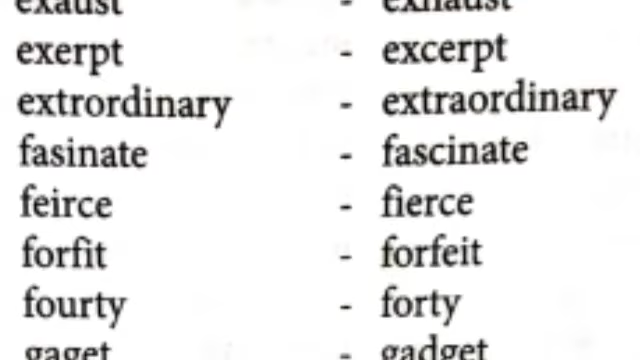 exaust - exhaust
exerpt - excerpt
extrordinary - extraordinary
fasinate - fascinate
feirce - fierce
forfit - forfeit
fourty - forty
gaget - gadget